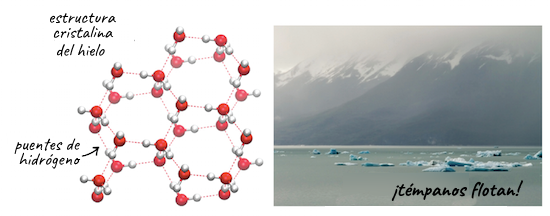 estructura
cristalina
del hielo
puentes de
hidrógeno
¡témpanos flotan!